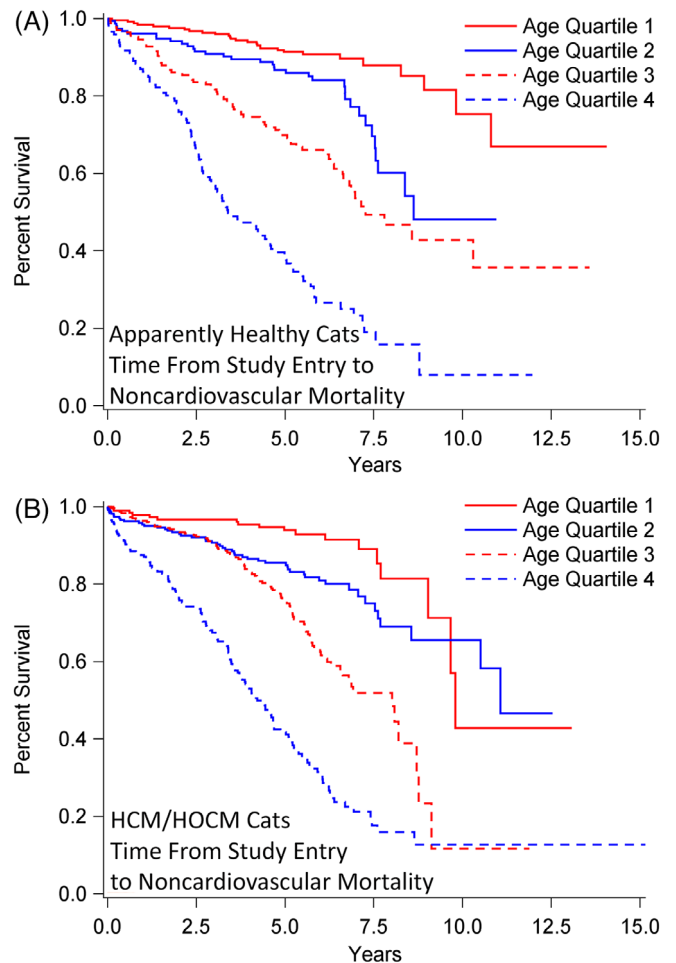 (A)
1.0
0.8
0.6
0.4
0.2
0.0
Percent Survival
Age Quartile 1
Age Quartile 2
Age Quartile 3
Age Quartile 4
Apparently Healthy Cats
Time From Study Entry to
Noncardiovascular Mortality
0.0 2.5 5.0 7.5 10.0 12.5 15.0
Years
(B)
1.0
0.8
0.6
0.4
0.2
0.0
Percent Survival
Age Quartile 1
Age Quartile 2
Age Quartile 3
Age Quartile 4
HCM/HOCM Cats
Time From Study Entry
to Noncardiovascular Mortality
0.0 2.5 5.0 7.5 10.0 12.5 15.0
Years